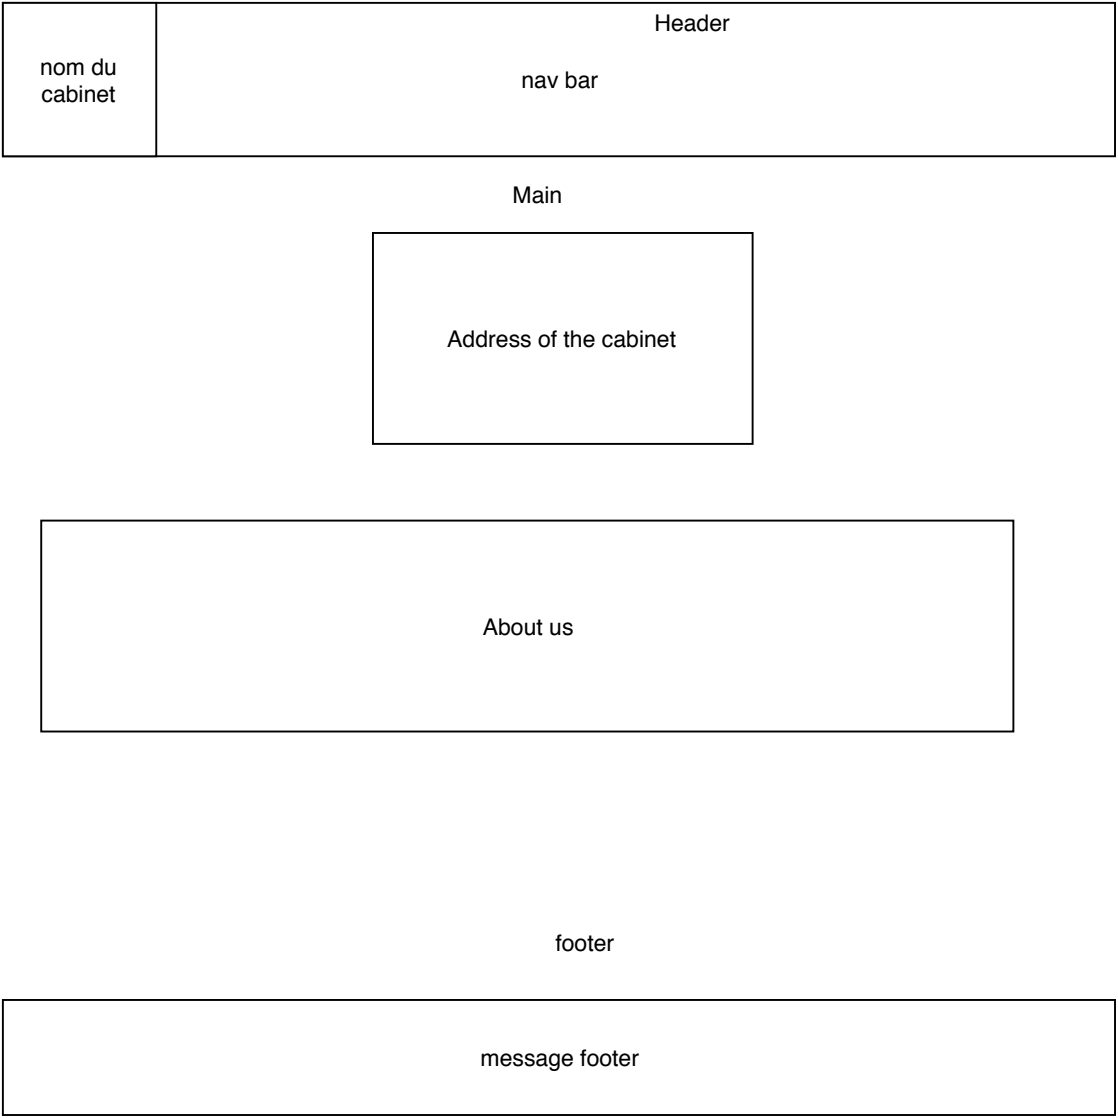 Header
nom du
cabinet
nav bar
Main
Address of the cabinet
About us
footer
message footer